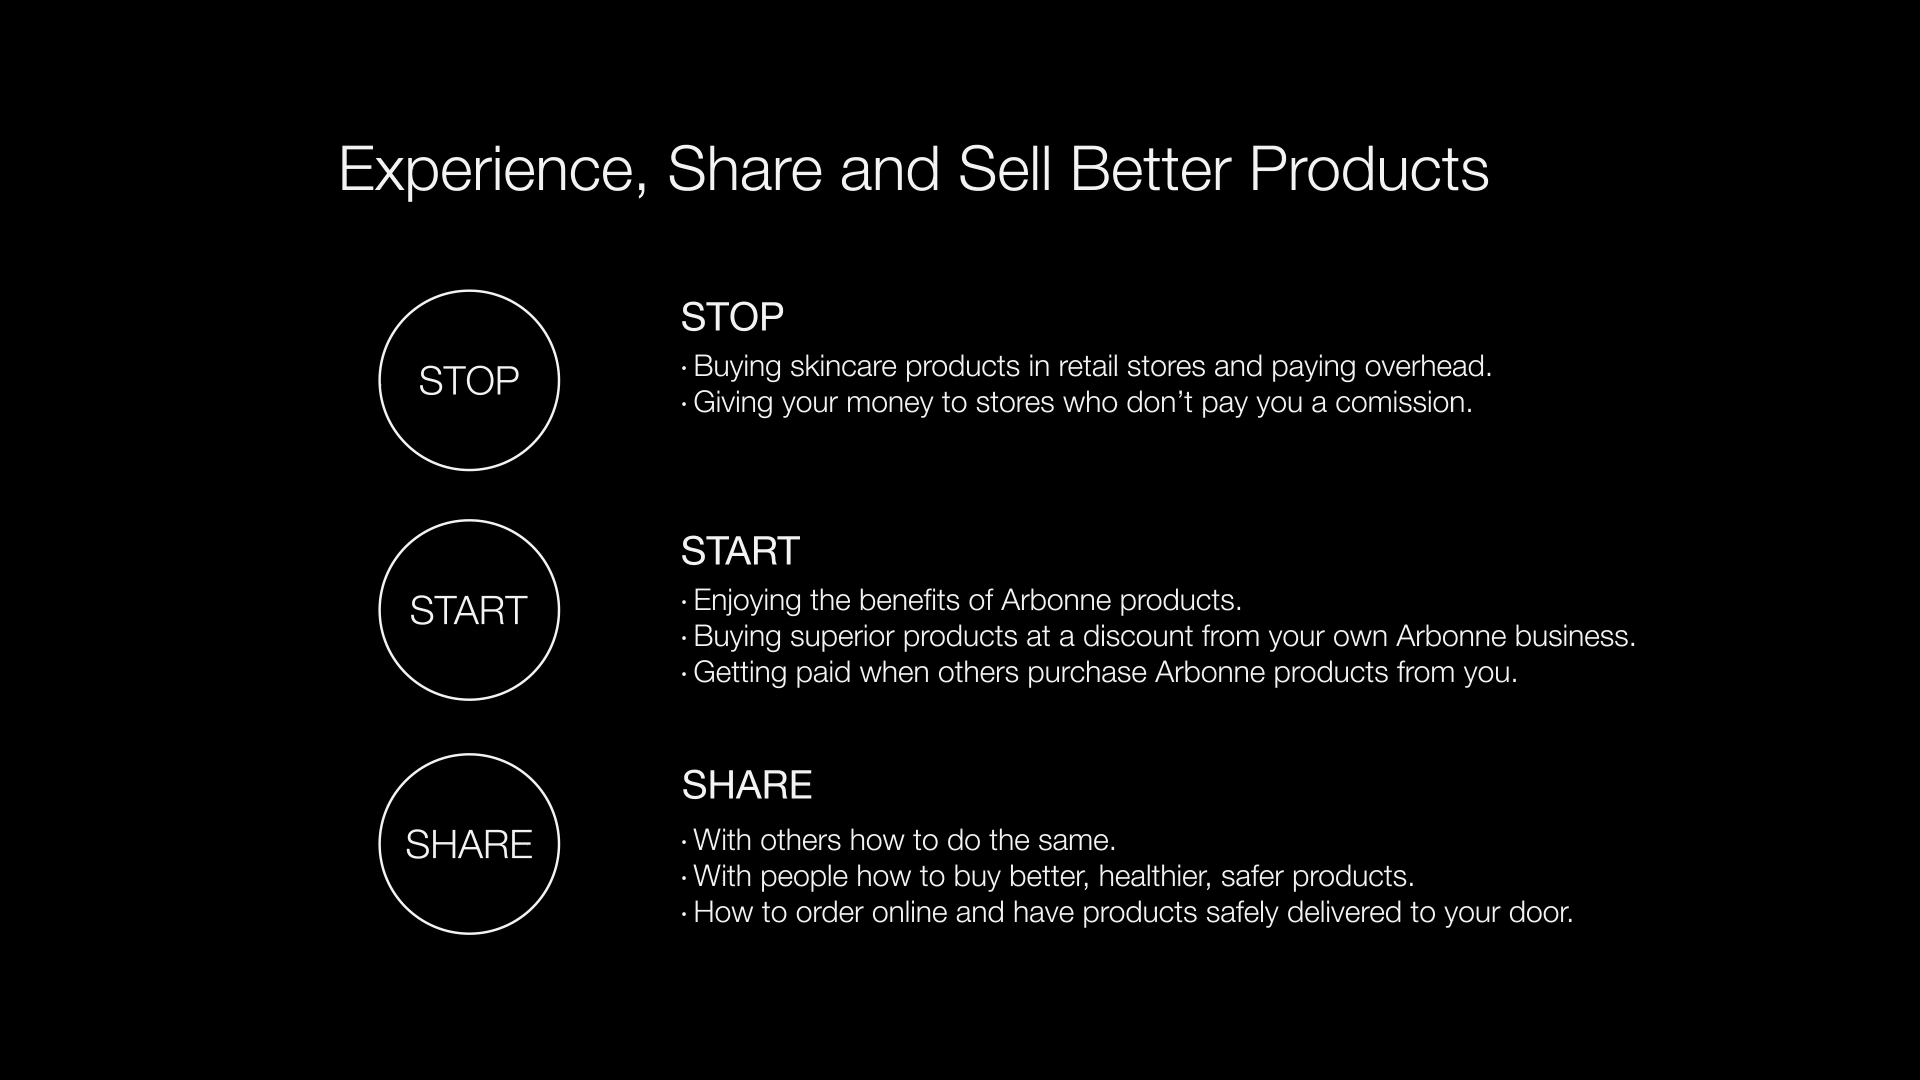 Experience, Share and Sell Better Products
STOP
STOP
· Buying skincare products in retail stores and paying overhead.
· Giving your money to stores who don’t pay you a comission.
START
START
· Enjoying the benefits of Arbonne products.
· Buying superior products at a discount from your own Arbonne business.
· Getting paid when others purchase Arbonne products from you.
SHARE
SHARE
· With others how to do the same.
· With people how to buy better, healthier, safer products.
· How to order online and have products safely delivered to your door.